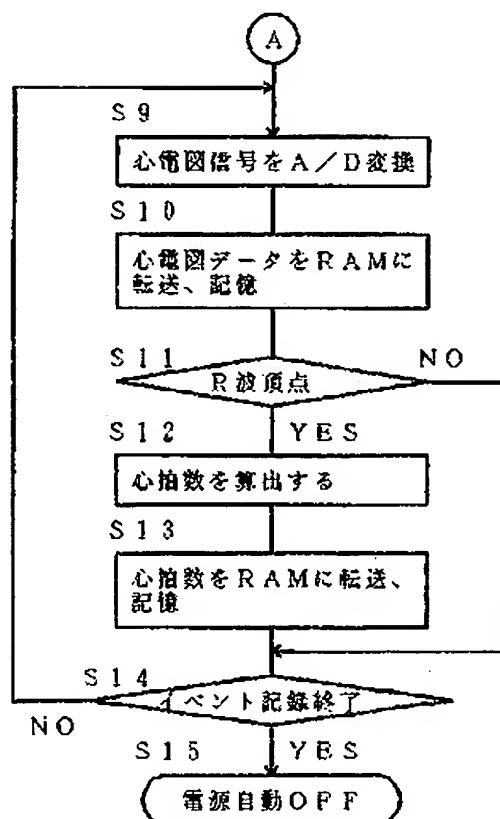 A
S9
心電図信号をA/D変換
S10
心電図データをRAMに
転送、記憶
S11
NO
R波頂点
S12
YES
心拍数を算出する
S13
心拍数をRAMに転送、
記憶
S14
イベント記録終了
NO
S15
YES
電源自動OFF